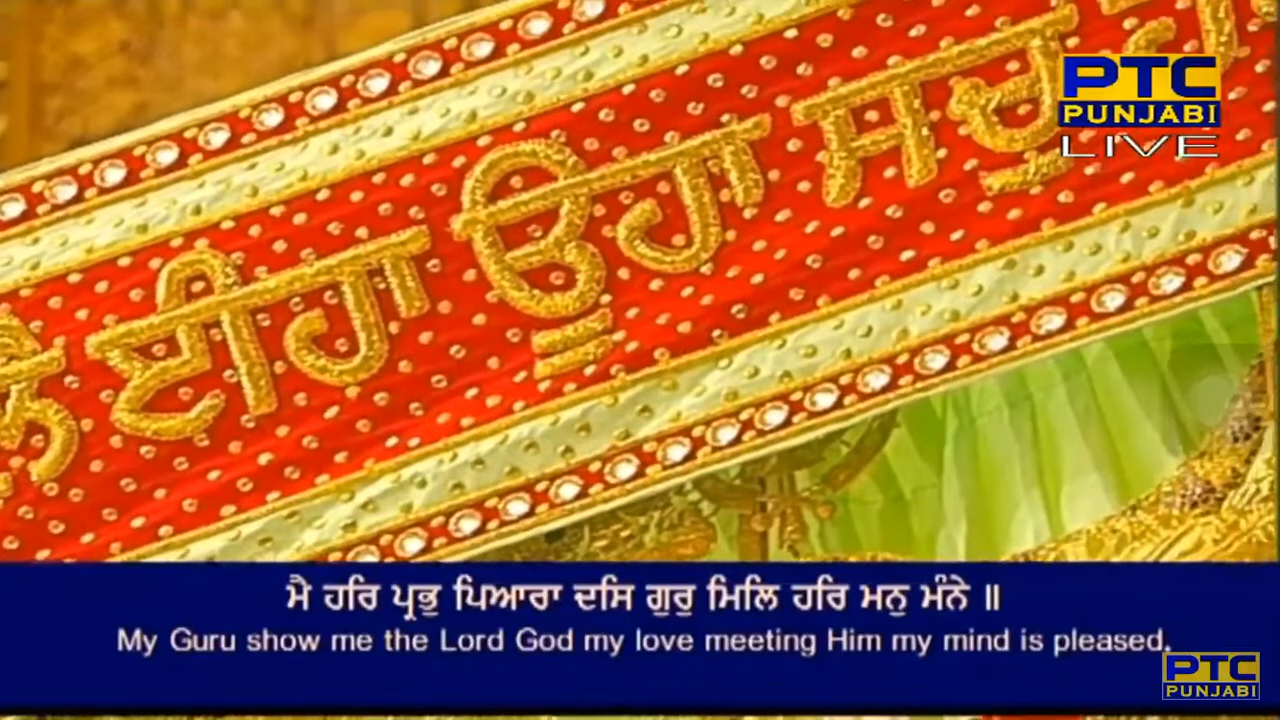 PTC
PUNJABI
LIVE
ਈਹਾ ਊਹਾ
ਮੈ ਹਰਿ ਪ੍ਰਭੁ ਪਿਆਰਾ ਦਸਿ ਗੁਰੁ ਮਿਲਿ ਹਰਿ ਮਨੁ ਮੰਨੇ ॥
My Guru show me the Lord God my love meeting Him my mind is pleased.
PTC
PUNJABI